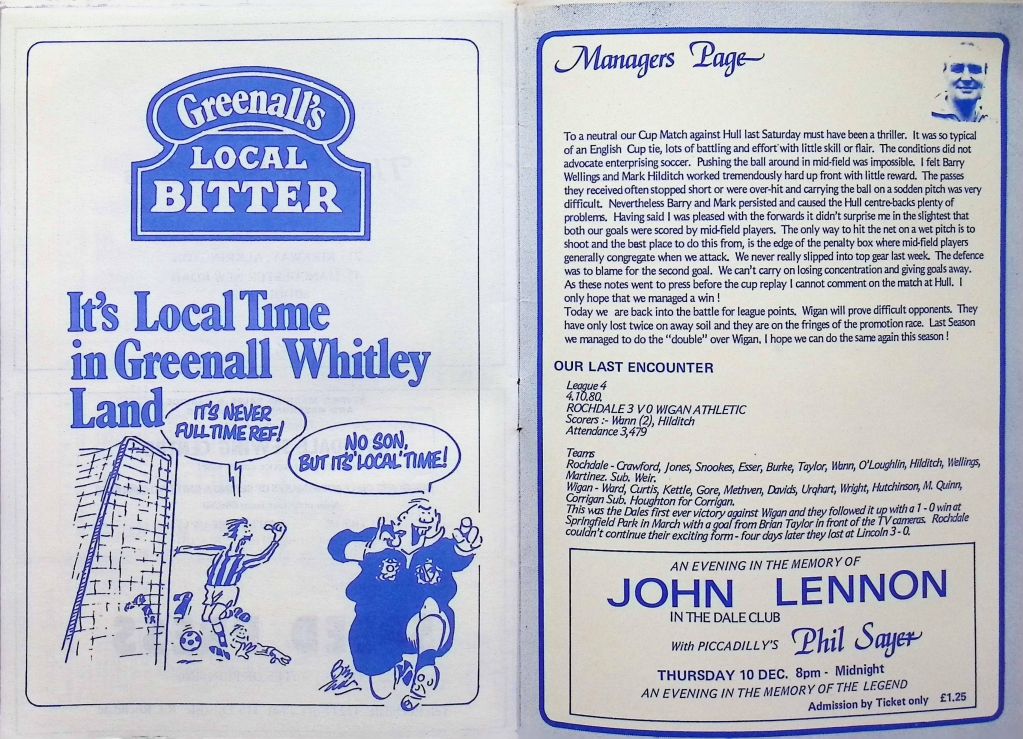 Greenall's
LOCAL
BITTER
It's Local Time
in Greenall Whitley
Land
IT'S NEVER
FULL TIME REF!
NO SON,
BUT IT'S 'LOCAL' TIME!
Managers Page
To a neutral our Cup Match against Hull last Saturday must have been a thriller. It was so typical
of an English Cup tie, lots of battling and effort with little skill or flair. The conditions did not
advocate enterprising soccer. Pushing the ball around in mid-field was impossible. I felt Barry
Wellings and Mark Hilditch worked tremendously hard up front with little reward. The passes
they received often stopped short or were over-hit and carrying the ball on a sodden pitch was very
difficult. Nevertheless Barry and Mark persisted and caused the Hull centre-backs plenty of
problems. Having said I was pleased with the forwards it didn't surprise me in the slightest that
both our goals were scored by mid-field players. The only way to hit the net on a wet pitch is to
shoot and the best place to do this from, is the edge of the penalty box where mid-field players
generally congregate when we attack. We never really slipped into top gear last week. The defence
was to blame for the second goal. We can't carry on losing concentration and giving goals away.
As these notes went to press before the cup replay I cannot comment on the match at Hull. I
only hope that we managed a win !
Today we are back into the battle for league points. Wigan will prove difficult opponents. They
have only lost twice on away soil and they are on the fringes of the promotion race. Last Season
we managed to do the "double" over Wigan. I hope we can do the same again this season !
OUR LAST ENCOUNTER
League 4
4.10.80.
ROCHDALE 3 V 0 WIGAN ATHLETIC
Scorers :- Wann (2), Hilditch
Attendance 3,479
Teams
Rochdale - Crawford, Jones, Snookes, Esser, Burke, Taylor, Wann, O'Loughlin, Hilditch, Wellings,
Martinez. Sub. Weir.
Wigan - Ward, Curtis, Kettle, Gore, Methven, Davids, Urqhart, Wright, Hutchinson, M. Quinn,
Corrigan Sub. Houghton for Corrigan.
This was the Dales first ever victory against Wigan and they followed it up with a 1 - 0 win at
Springfield Park in March with a goal from Brian Taylor in front of the TV cameras. Rochdale
couldn't continue their exciting form - four days later they lost at Lincoln 3 - 0.
AN EVENING IN THE MEMORY OF
JOHN LENNON
IN THE DALE CLUB
With PICCADILLY'S Phil Sayer
THURSDAY 10 DEC. 8pm - Midnight
AN EVENING IN THE MEMORY OF THE LEGEND
Admission by Ticket only £1.25